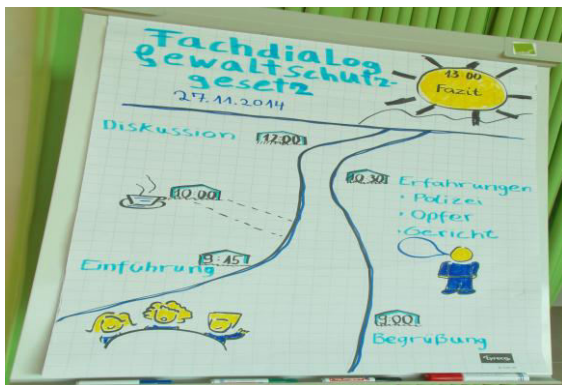 Fachdialog
Gewaltschutz-
gesetz
27.11.2014
13 00
Fazit
Diskussion
12:00
10.00
10:30
Erfahrungen
• Polizei
• Opfer
• Gericht
9:45
Einführung
9:00
Begrüßung